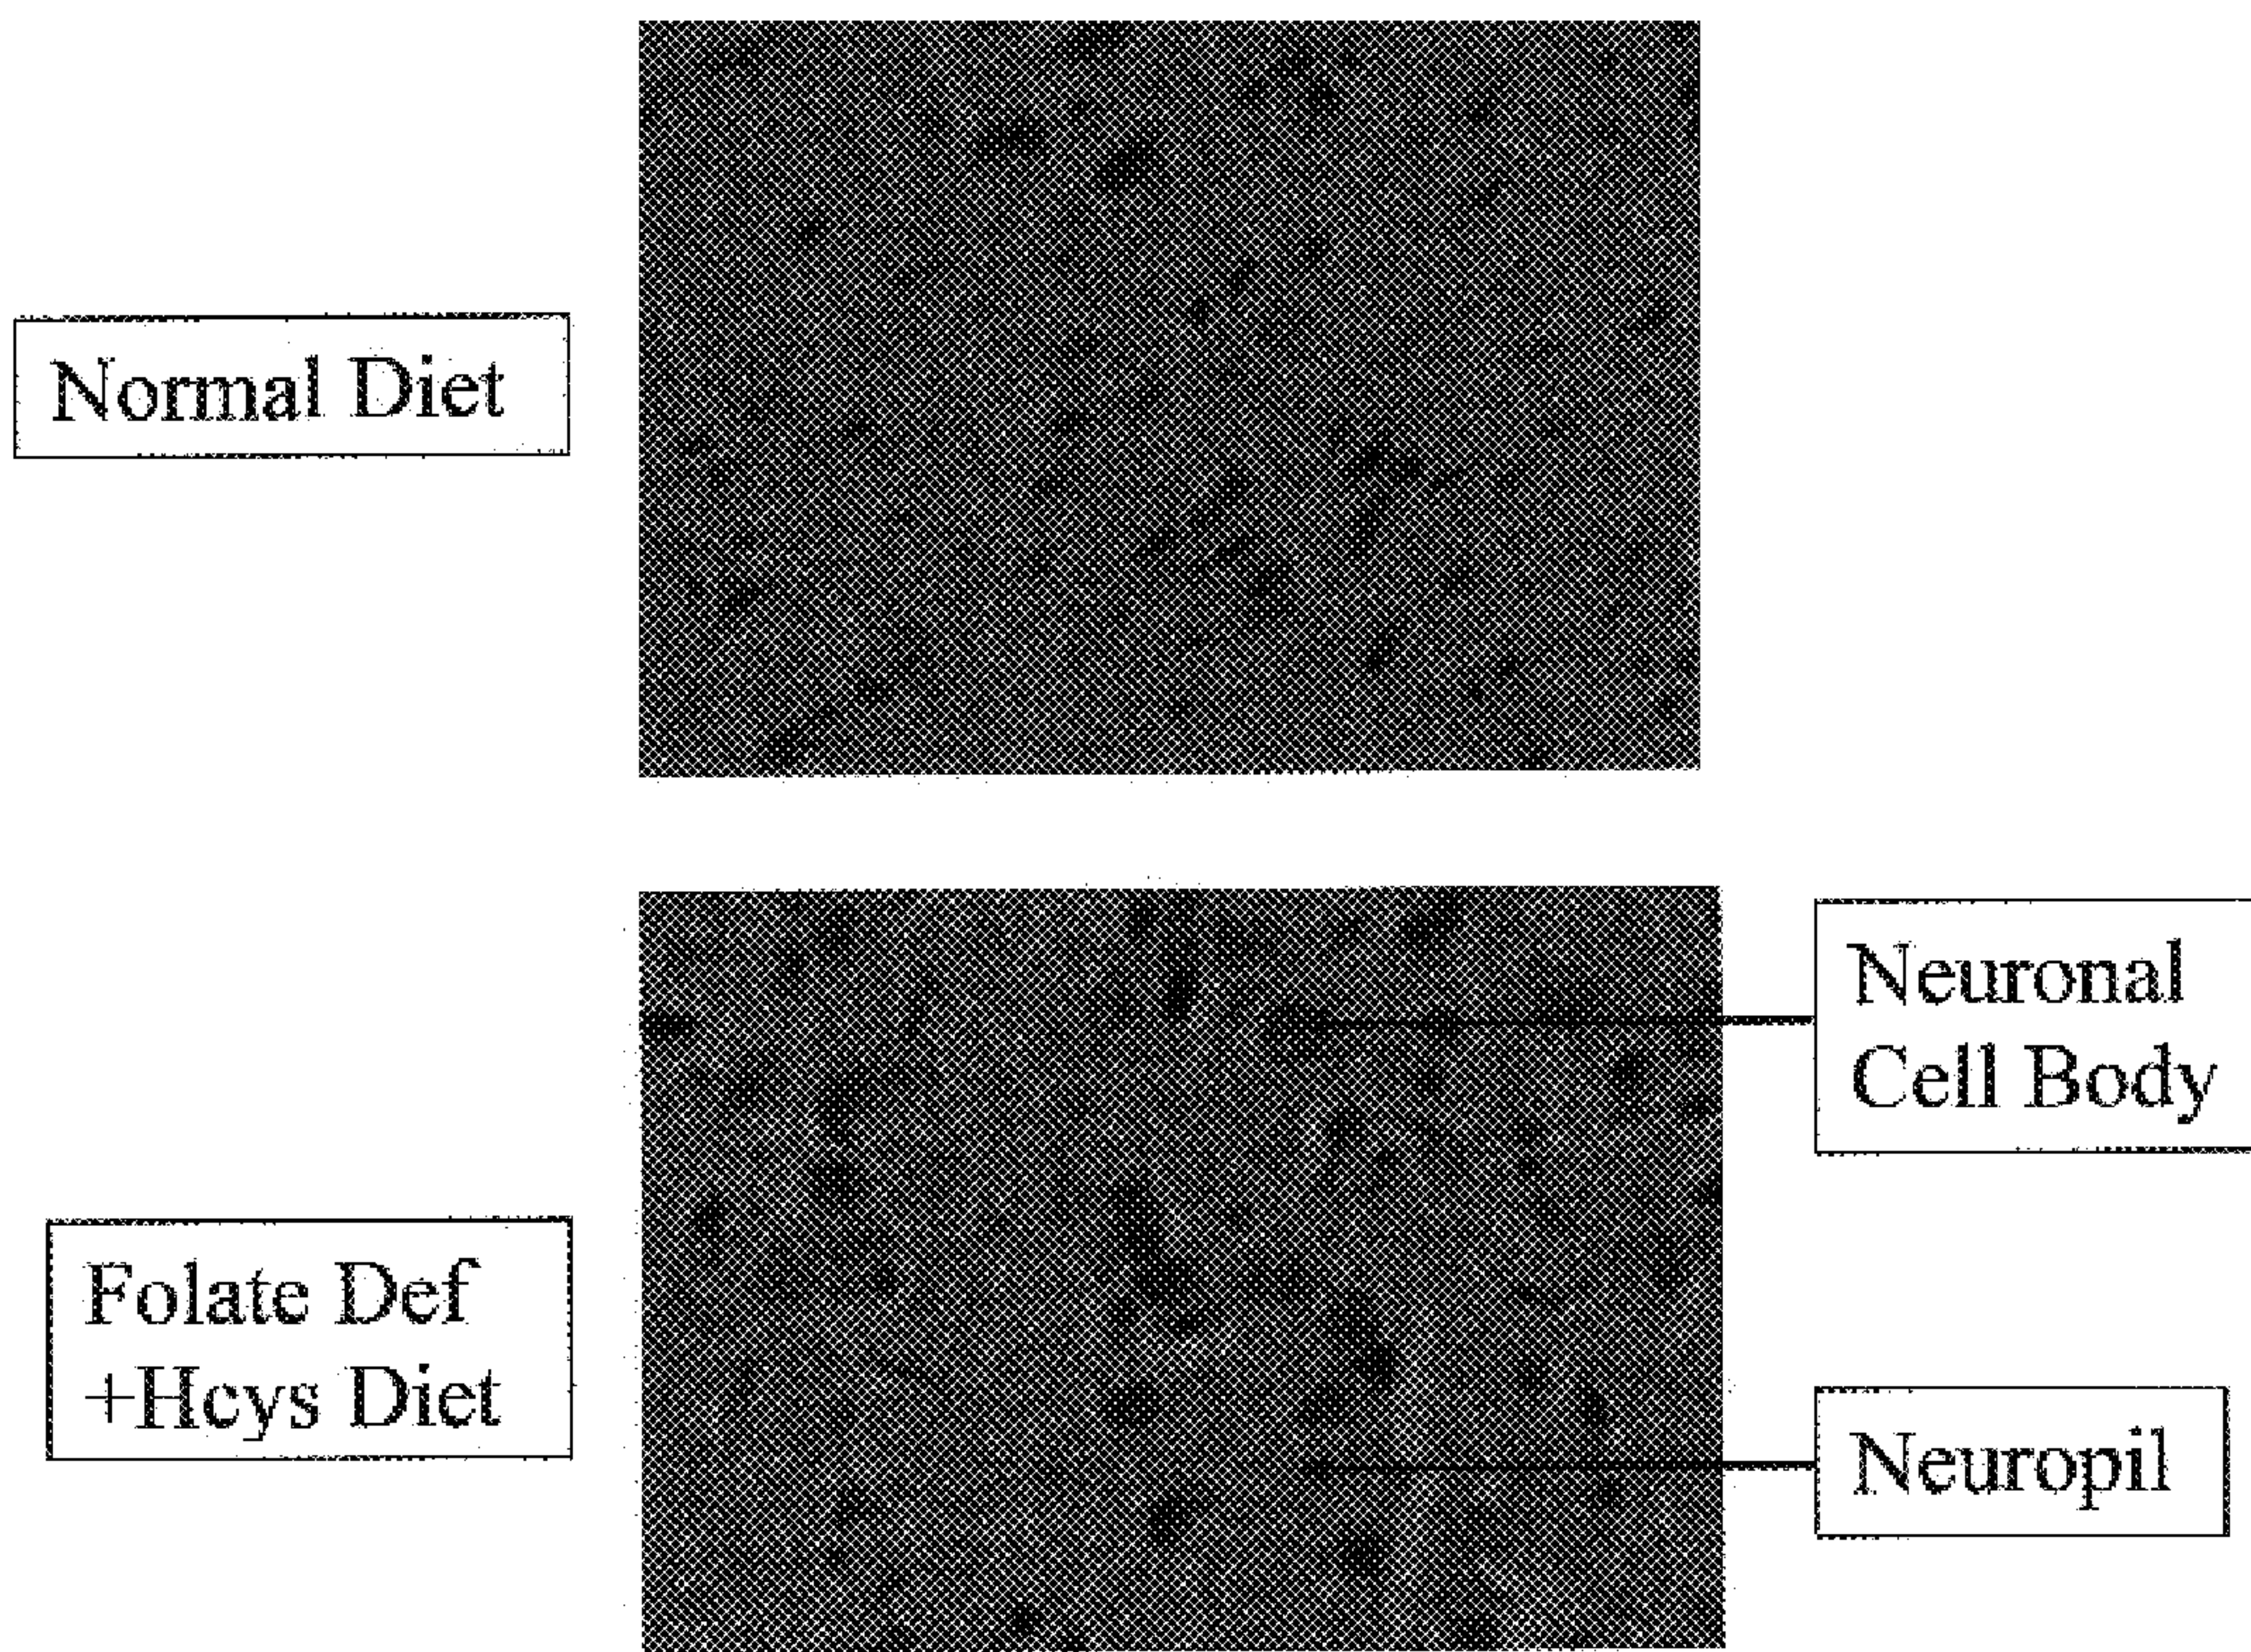 Normal Diet
Neuronal
Cell Body
Folate Def
+Hcys Diet
Neuropil